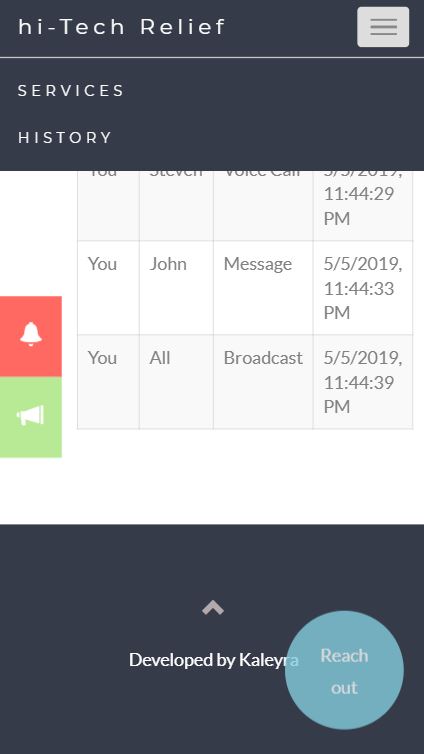 hi-Tech Relief
SERVICES
HISTORY
You Steven Voice Call 5/5/2019,
11:44:29
PM
You John Message 5/5/2019,
11:44:33
PM
You All Broadcast 5/5/2019,
11:44:39
PM
Developed by Kaleyra
Reach
out